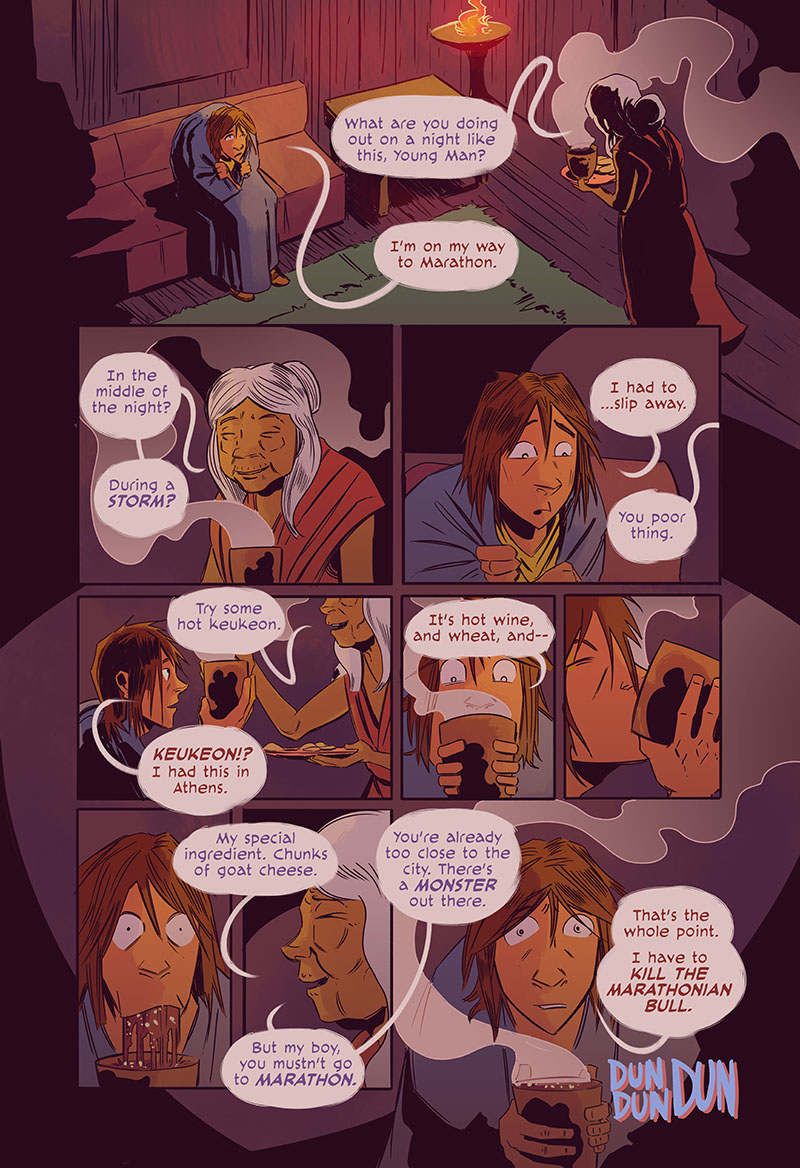 What are you doing
out on a night like
this, Young Man?
I'm on my way
to Marathon.
In the
middle of
the night?
During a
STORM?
I had to
...slip away.
You poor
thing.
Try some
hot keukeon.
KEUKEON!?
I had this in
Athens.
It's hot wine,
and wheat, and--
My special
ingredient. Chunks
of goat cheese.
But my boy,
you mustn't go
to MARATHON.
You're already
too close to the
city. There's
a MONSTER
out there.
That's the
whole point.
I have to
KILL THE
MARATHONIAN
BULL.
DUN
DUN DUN